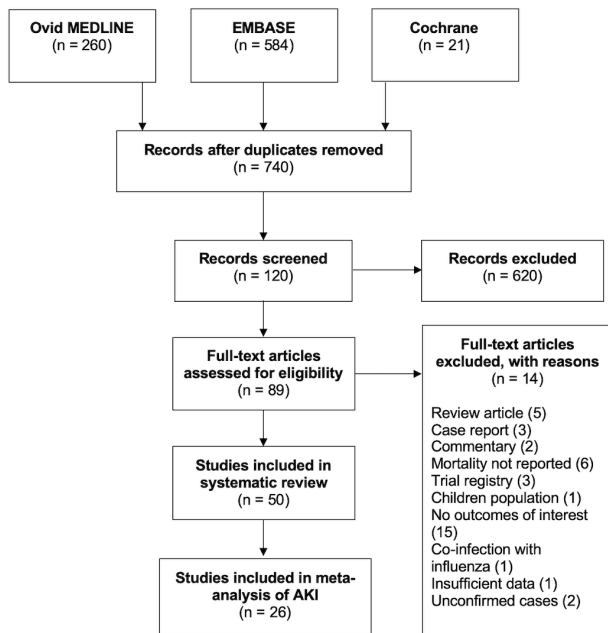 Ovid MEDLINE
(n = 260)
EMBASE
(n = 584)
Cochrane
(n = 21)
Records after duplicates removed
(n = 740)
Records screened
(n = 120)
Records excluded
(n = 620)
Full-text articles
assessed for eligibility
(n = 89)
Full-text articles
excluded, with reasons
(n = 14)
Review article (5)
Case report (3)
Commentary (2)
Mortality not reported (6)
Trial registry (3)
Children population (1)
No outcomes of interest
(15)
Co-infection with
influenza (1)
Insufficient data (1)
Unconfirmed cases (2)
Studies included in
systematic review
(n = 50)
Studies included in meta-
analysis of AKI
(n = 26)